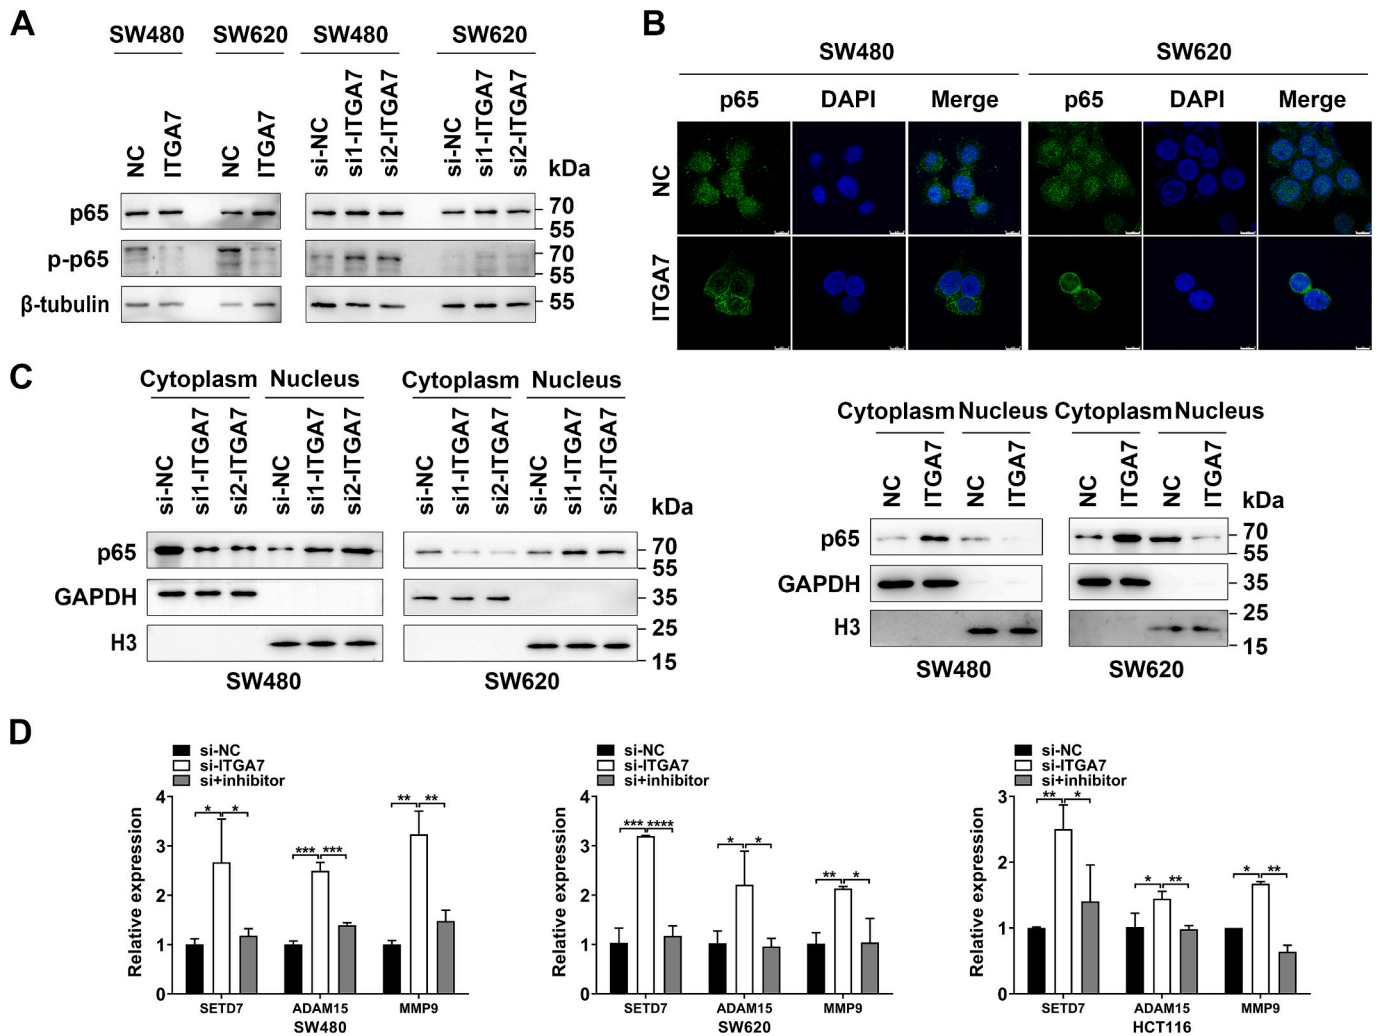 A
SW480 SW620 SW480 SW620
NC ITGA7 NC ITGA7 si-NC si1-ITGA7 si2-ITGA7 si-NC si1-ITGA7 si2-ITGA7 kDa
p65 70
55
p-p65 70
55
β-tubulin 55
B
SW480 SW620
p65 DAPI Merge p65 DAPI Merge
NC
ITGA7
C
Cytoplasm Nucleus Cytoplasm Nucleus
si-NC si1-ITGA7 si2-ITGA7 si-NC si1-ITGA7 si2-ITGA7 si-NC si1-ITGA7 si2-ITGA7 si-NC si1-ITGA7 si2-ITGA7 kDa
p65 70
55
GAPDH 35
H3 25
15
SW480 SW620
Cytoplasm Nucleus Cytoplasm Nucleus
NC ITGA7 NC ITGA7 NC ITGA7 NC ITGA7 kDa
p65 70
55
GAPDH 35
H3 25
15
SW480 SW620
D
si-NC
si-ITGA7
si+inhibitor
Relative expression
4
3
2
1
0
* * *** *** ** **
SETD7 ADAM15 MMP9
SW480
si-NC
si-ITGA7
si+inhibitor
Relative expression
4
3
2
1
0
*** **** * * ** *
SETD7 ADAM15 MMP9
SW620
si-NC
si-ITGA7
si+inhibitor
Relative expression
3
2
1
0
** * * ** * **
SETD7 ADAM15 MMP9
HCT116